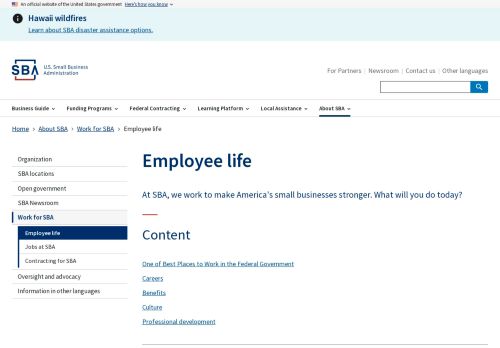 An official website of the United States government Here's how you know
Hawaii wildfires
Learn about SBA disaster assistance options.
SBA U.S. Small Business
Administration
For Partners Newsroom Contact us Other languages
Business Guide Funding Programs Federal Contracting Learning Platform Local Assistance About SBA
Home About SBA Work for SBA Employee life
Organization
SBA locations
Open government
SBA Newsroom
Work for SBA
Employee life
Jobs at SBA
Contracting for SBA
Oversight and advocacy
Information in other languages
Employee life
At SBA, we work to make America's small businesses stronger. What will you do today?
Content
One of Best Places to Work in the Federal Government
Careers
Benefits
Culture
Professional development